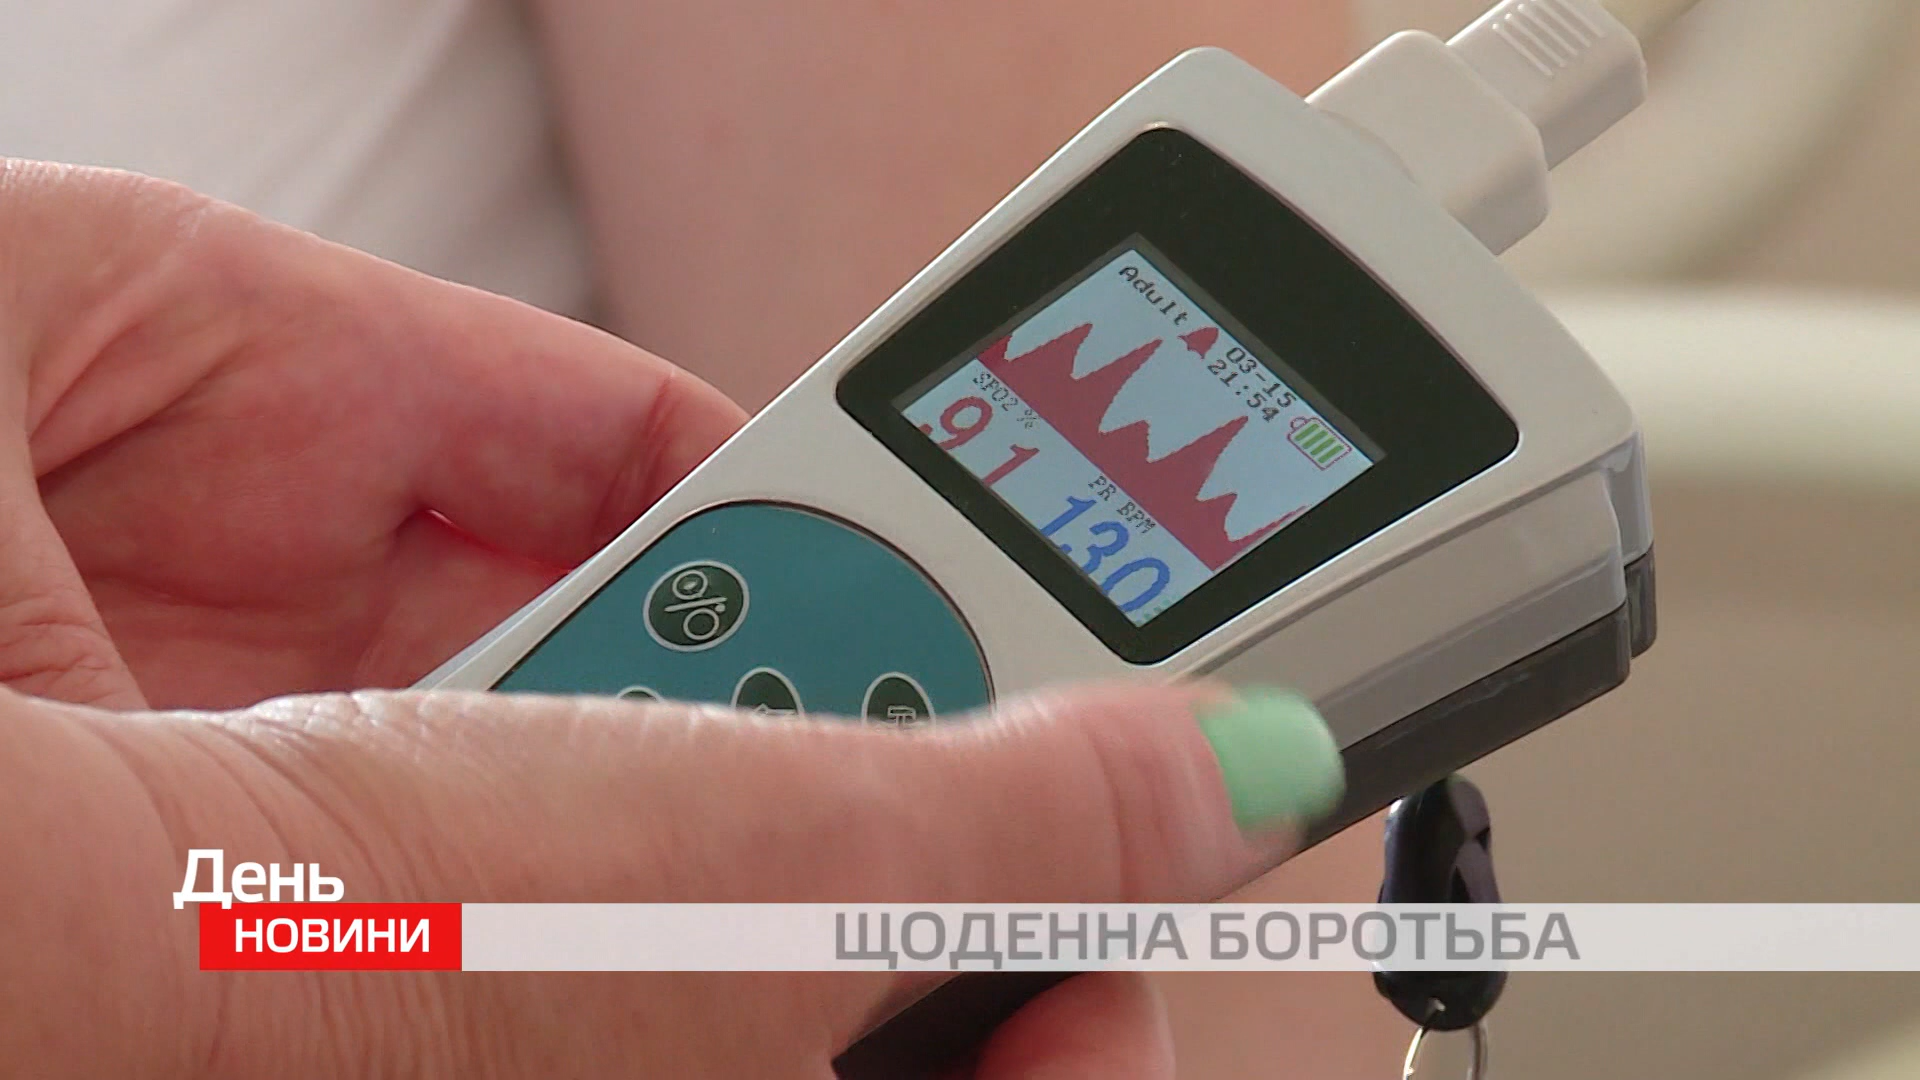 Adult
03-15
21:54
SPO2 %
91
PR BPM
130
День
НОВИНИ
ЩОДЕННА БОРОТЬБА